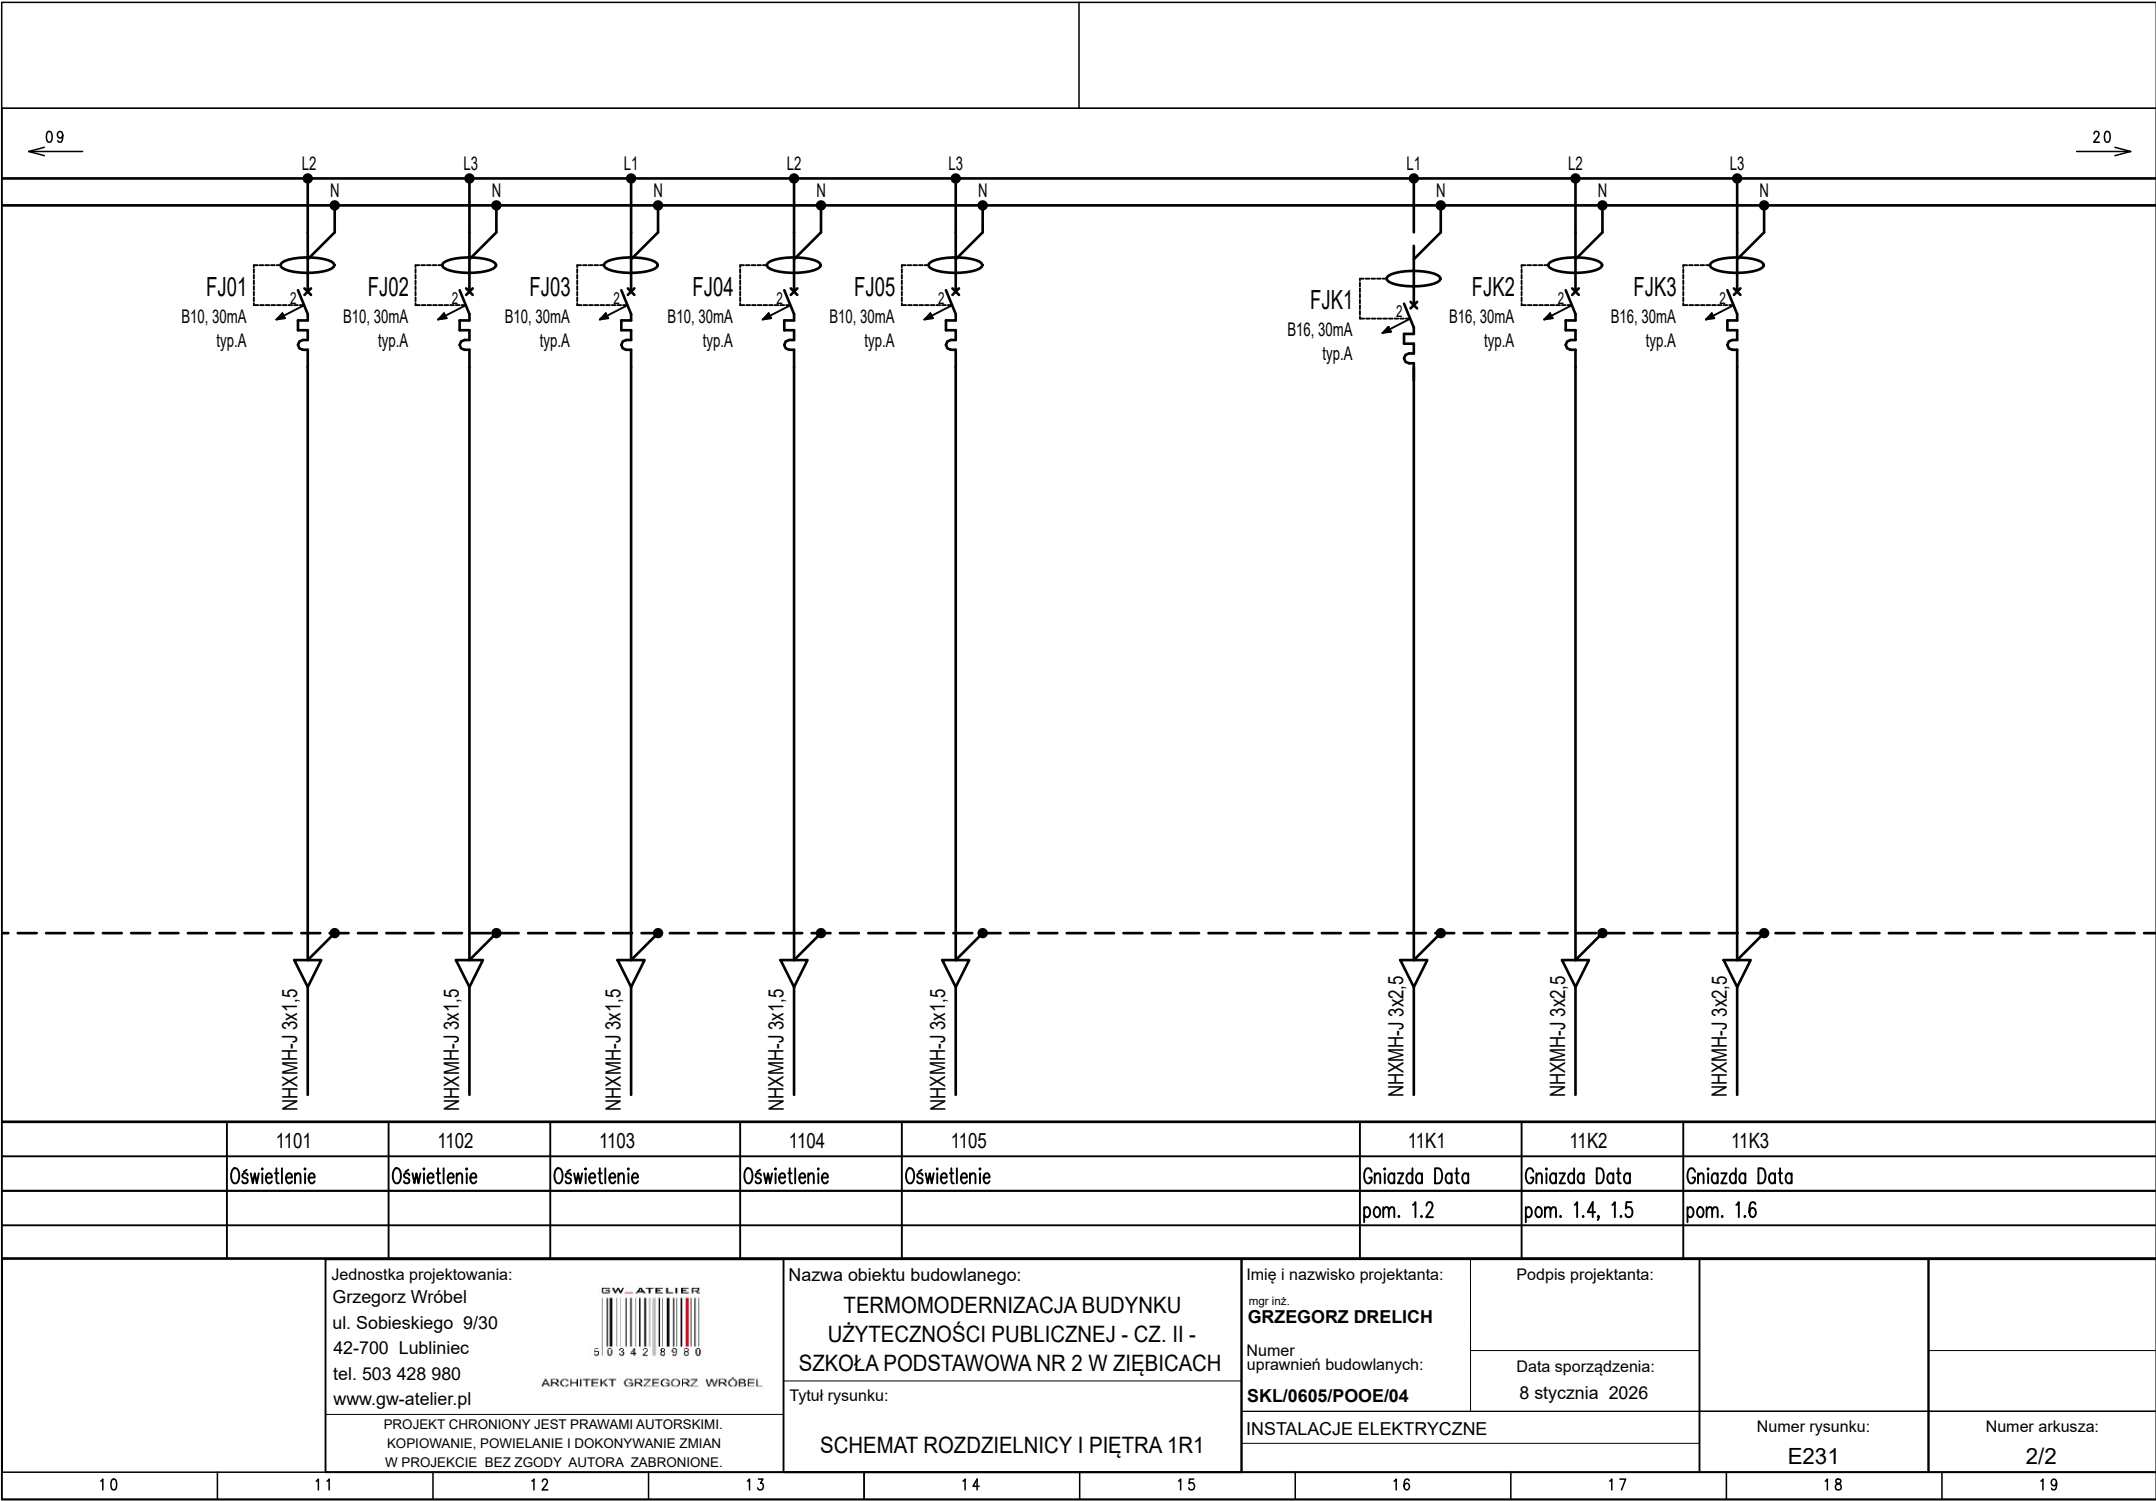 09
20
L2 L3 L1 L2 L3 L1 L2 L3
N N N N N N N N
FJ01
B10, 30mA
typ.A
2
FJ02
B10, 30mA
typ.A
2
FJ03
B10, 30mA
typ.A
2
FJ04
B10, 30mA
typ.A
2
FJ05
B10, 30mA
typ.A
2
FJK1
B16, 30mA
typ.A
2
FJK2
B16, 30mA
typ.A
2
FJK3
B16, 30mA
typ.A
2
NHXMH-J 3x1,5
NHXMH-J 3x1,5
NHXMH-J 3x1,5
NHXMH-J 3x1,5
NHXMH-J 3x1,5
NHXMH-J 3x2,5
NHXMH-J 3x2,5
NHXMH-J 3x2,5
1101 1102 1103 1104 1105 11K1 11K2 11K3
Oświetlenie Oświetlenie Oświetlenie Oświetlenie Oświetlenie Gniazda Data Gniazda Data Gniazda Data
pom. 1.2 pom. 1.4, 1.5 pom. 1.6
Jednostka projektowania:
Grzegorz Wróbel
ul. Sobieskiego 9/30
42-700 Lubliniec
tel. 503 428 980
www.gw-atelier.pl
GW_ATELIER
503428980
ARCHITEKT GRZEGORZ WRÓBEL
PROJEKT CHRONIONY JEST PRAWAMI AUTORSKIMI.
KOPIOWANIE, POWIELANIE I DOKONYWANIE ZMIAN
W PROJEKCIE BEZ ZGODY AUTORA ZABRONIONE.
Nazwa obiektu budowlanego:
TERMOMODERNIZACJA BUDYNKU
UŻYTECZNOŚCI PUBLICZNEJ - CZ. II -
SZKOŁA PODSTAWOWA NR 2 W ZIĘBICACH
Tytuł rysunku:
SCHEMAT ROZDZIELNICY I PIĘTRA 1R1
Imię i nazwisko projektanta:
mgr inż.
GRZEGORZ DRELICH
Numer
uprawnień budowlanych:
SKL/0605/POOE/04
Podpis projektanta:
Data sporządzenia:
8 stycznia 2026
INSTALACJE ELEKTRYCZNE
Numer rysunku:
E231
Numer arkusza:
2/2
10 11 12 13 14 15 16 17 18 19